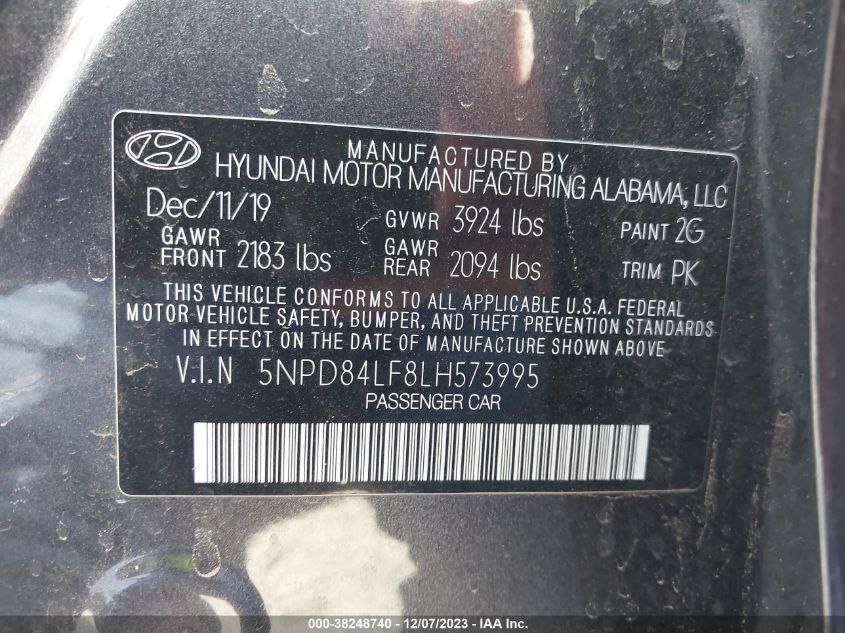 MANUFACTURED BY
HYUNDAI MOTOR MANUFACTURING ALABAMA, LLC
Dec/11/19 GVWR 3924 lbs PAINT 2G
GAWR FRONT 2183 lbs GAWR REAR 2094 lbs TRIM PK
THIS VEHICLE CONFORMS TO ALL APPLICABLE U.S.A. FEDERAL
MOTOR VEHICLE SAFETY, BUMPER, AND THEFT PREVENTION STANDARDS
IN EFFECT ON THE DATE OF MANUFACTURE SHOWN ABOVE
V.I.N 5NPD84LF8LH573995
PASSENGER CAR
000-38248740 - 12/07/2023 - © Copyright 2023, IAA Inc.